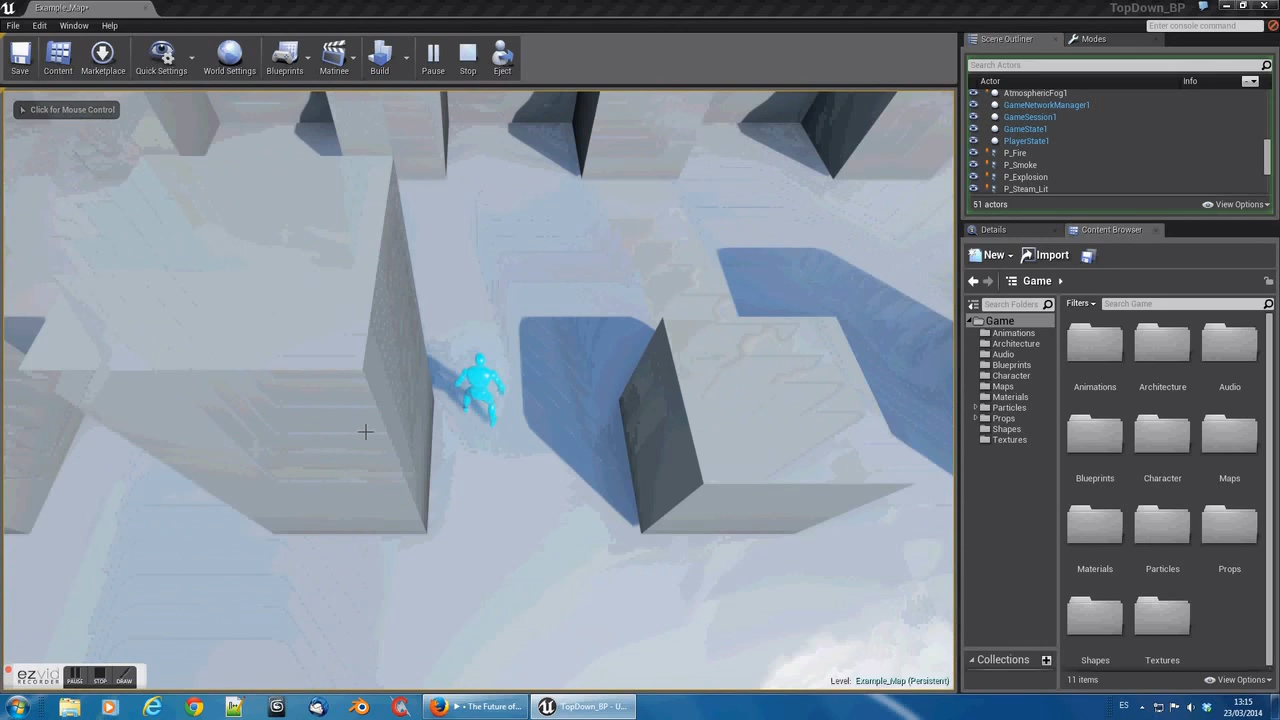 Example_Map*
TopDown_BP
File Edit Window Help
Enter console command
Save Content Marketplace Quick Settings World Settings Blueprints Matinee Build Pause Stop Eject
Click for Mouse Control
Scene Outliner Modes
Search Actors
Actor Info
AtmosphericFog1
GameNetworkManager1
GameSession1
GameState1
PlayerState1
P_Fire
P_Smoke
P_Explosion
P_Steam_Lit
51 actors View Options
Details Content Browser
New Import
Game
Search Folders
Filters Search Game
Game
Animations
Architecture
Audio
Blueprints
Character
Maps
Materials
Particles
Props
Shapes
Textures
Animations Architecture Audio
Blueprints Character Maps
Materials Particles Props
Shapes Textures
Collections
11 items View Options
ezvid
RECORDER
PAUSE STOP DRAW
Level: Example_Map (Persistent)
• The Future of...
TopDown_BP - U...
ES
13:15
23/03/2014